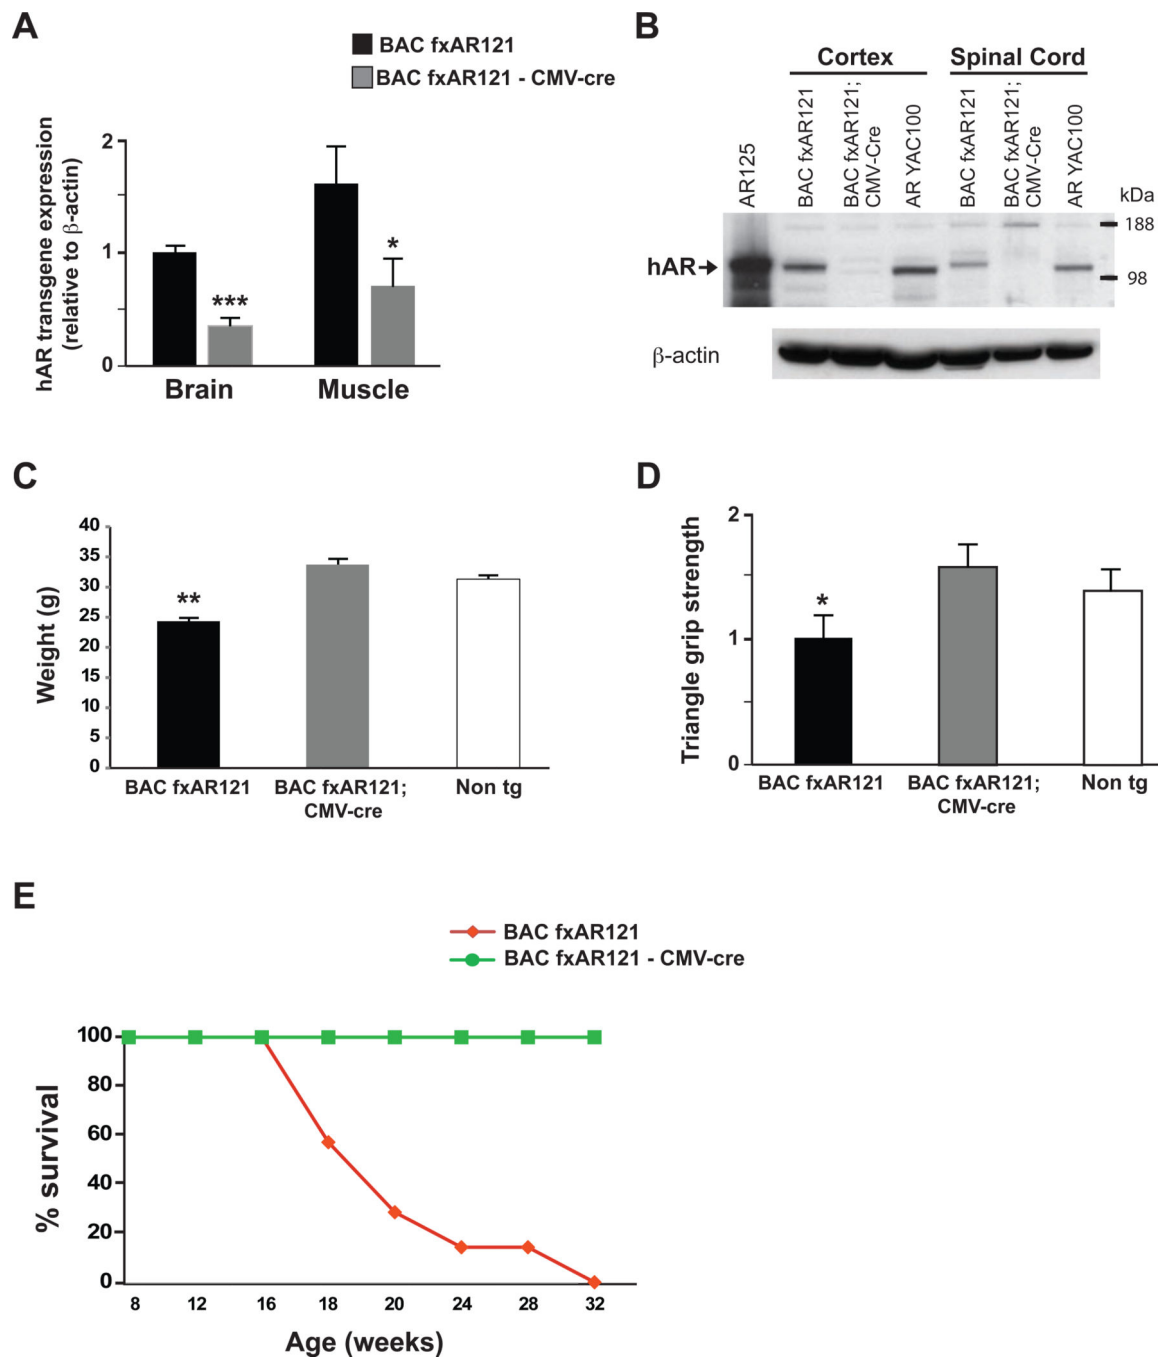 A
BAC fxAR121
BAC fxAR121 - CMV-cre
hAR transgene expression
(relative to β-actin)
2
1
0
***
*
Brain
Muscle
B
Cortex
Spinal Cord
AR125
BAC fxAR121
BAC fxAR121;
CMV-Cre
AR YAC100
BAC fxAR121
BAC fxAR121;
CMV-Cre
AR YAC100
kDa
188
98
hAR
β-actin
C
Weight (g)
40
35
30
25
20
15
10
5
0
**
BAC fxAR121
BAC fxAR121;
CMV-cre
Non tg
D
Triangle grip strength
2
1
0
*
BAC fxAR121
BAC fxAR121;
CMV-cre
Non tg
E
BAC fxAR121
BAC fxAR121 - CMV-cre
% survival
100
80
60
40
20
0
8 12 16 18 20 24 28 32
Age (weeks)